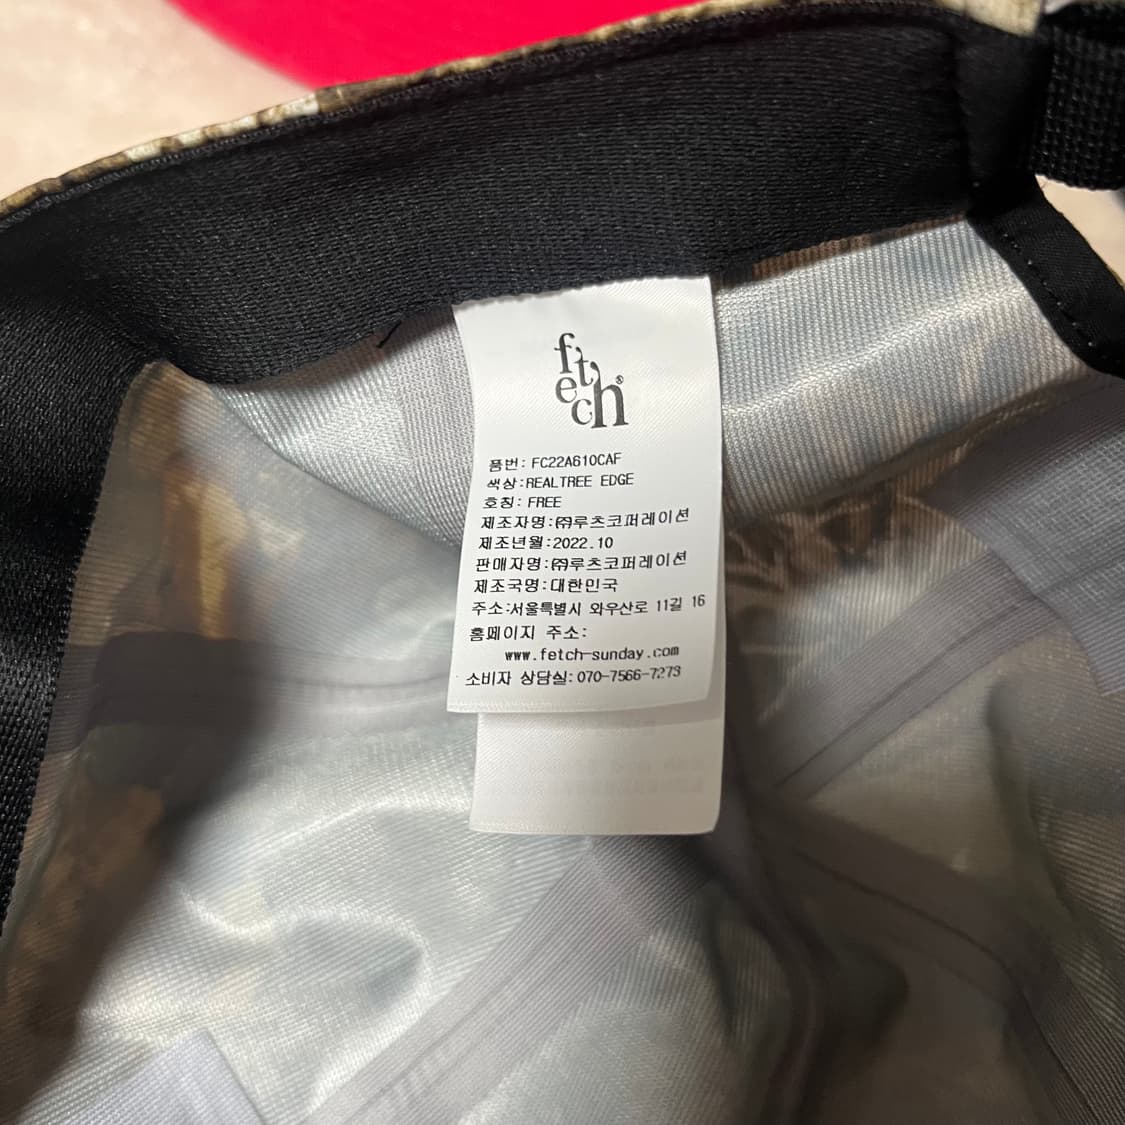 fetch®
품번: FC22A610CAF
색상:REALTREE EDGE
호칭: FREE
제조자명:㈜루츠코퍼레이션
제조년월:2022.10
판매자명:㈜루츠코퍼레이션
제조국명:대한민국
주소:서울특별시 와우산로 11길 16
홈페이지 주소:
www.fetch-sunday.com
소비자 상담실:070-7566-7273